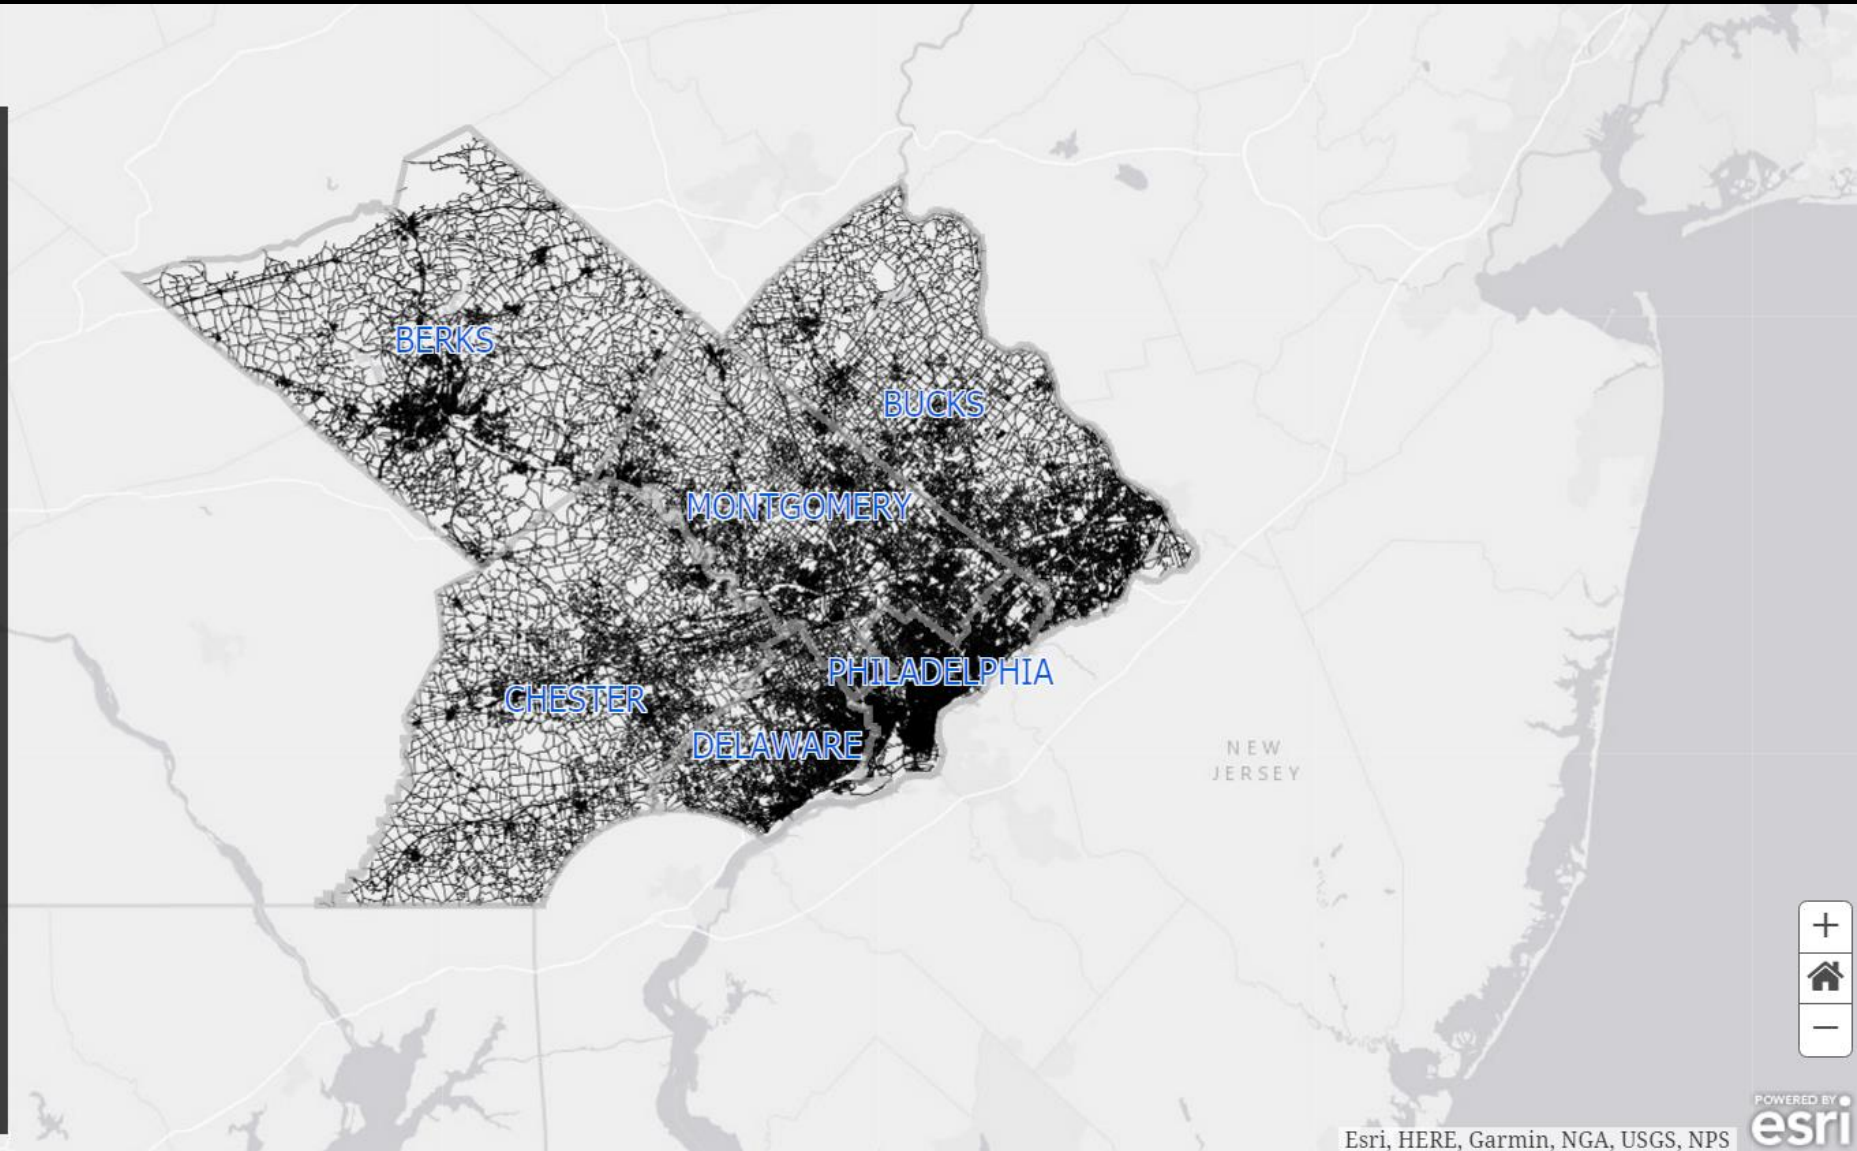 BERKS
BUCKS
MONTGOMERY
PHILADELPHIA
CHESTER
DELAWARE
NEW
JERSEY
+
−
POWERED BY
esri
Esri, HERE, Garmin, NGA, USGS, NPS